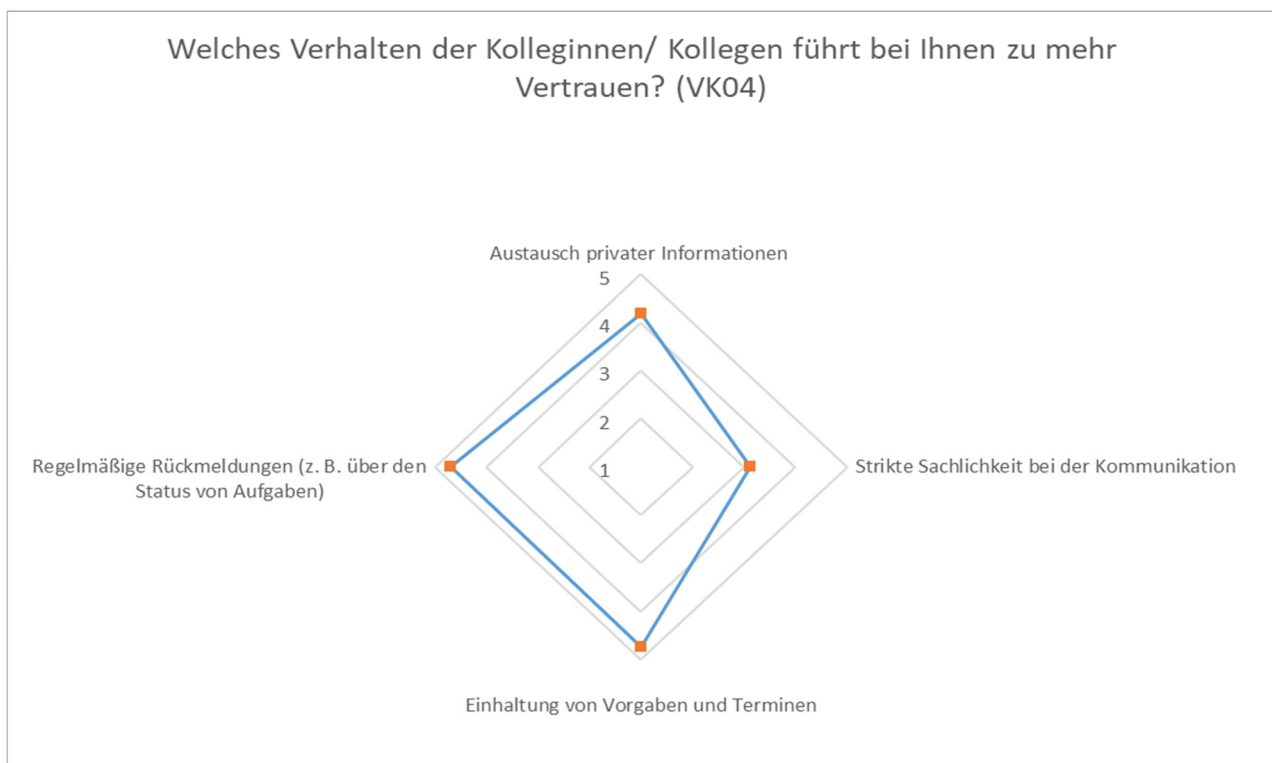 Welches Verhalten der Kolleginnen/ Kollegen führt bei Ihnen zu mehr
Vertrauen? (VK04)
Austausch privater Informationen
5
4
3
2
1
Regelmäßige Rückmeldungen (z. B. über den
Status von Aufgaben)
Strikte Sachlichkeit bei der Kommunikation
Einhaltung von Vorgaben und Terminen